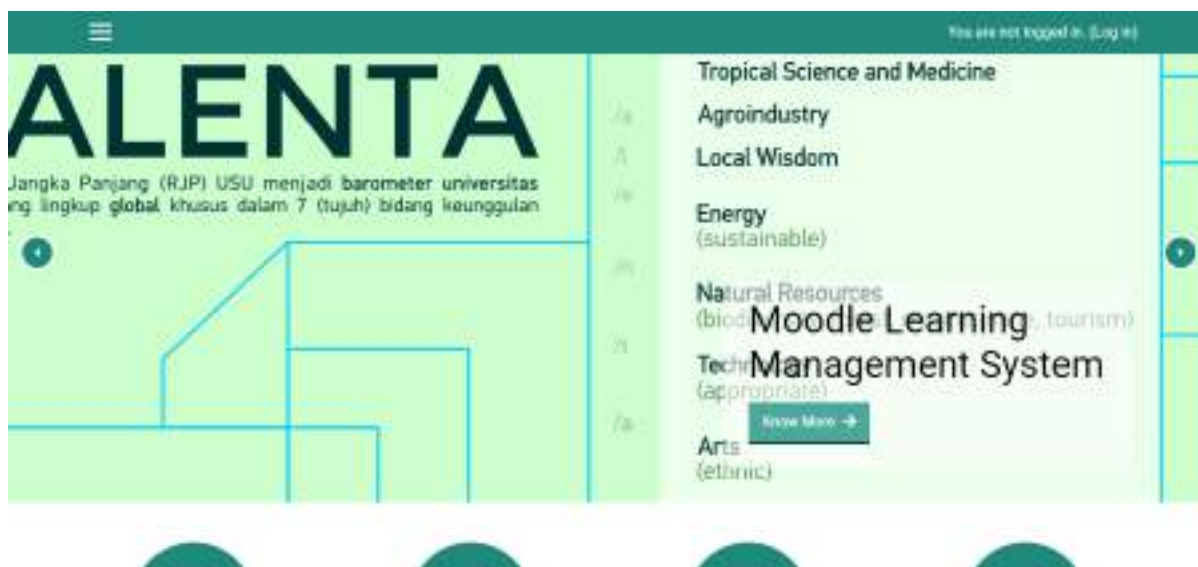 You are not logged in. (Log in)
ALENTA
Jangka Panjang (RJP) USU menjadi barometer universitas
ng lingkup global khusus dalam 7 (tujuh) bidang keunggulan
/a
/l
/e
/n
/t
/a
Tropical Science and Medicine
Agroindustry
Local Wisdom
Energy
(sustainable)
Natural Resources
tourism)
(appropriate)
Arts
(ethnic)
Moodle Learning
Management System
Know More